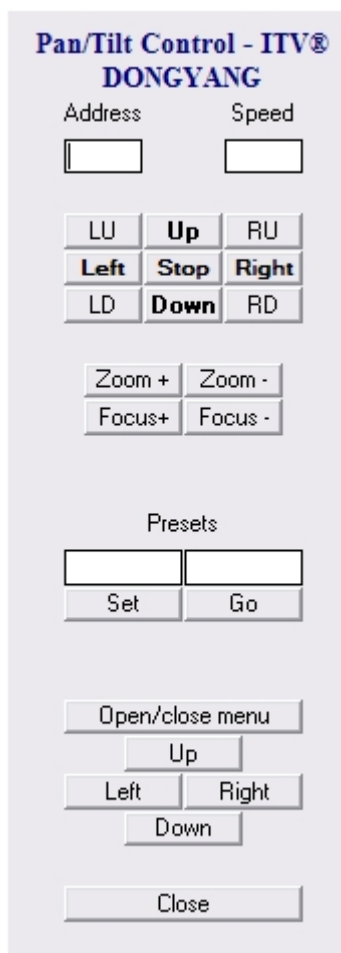 Pan/Tilt Control - ITV®
DONGYANG
Address Speed
LU Up RU
Left Stop Right
LD Down RD
Zoom + Zoom -
Focus+ Focus -
Presets
Set Go
Open/close menu
Up
Left Right
Down
Close